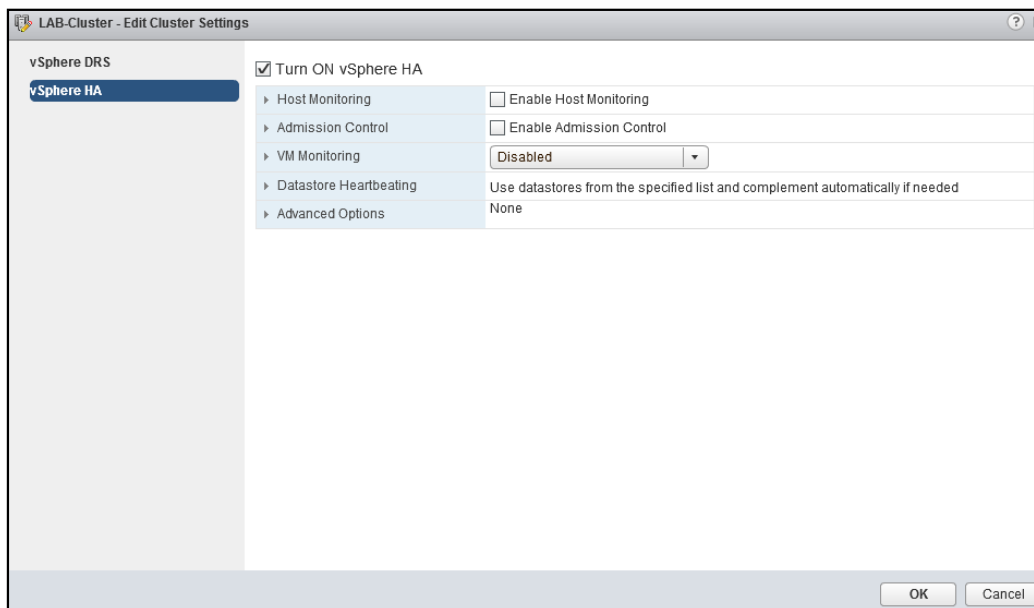 LAB-Cluster - Edit Cluster Settings ?
vSphere DRS
vSphere HA
Turn ON vSphere HA
Host Monitoring Enable Host Monitoring
Admission Control Enable Admission Control
VM Monitoring Disabled
Datastore Heartbeating Use datastores from the specified list and complement automatically if needed
Advanced Options None
OK Cancel